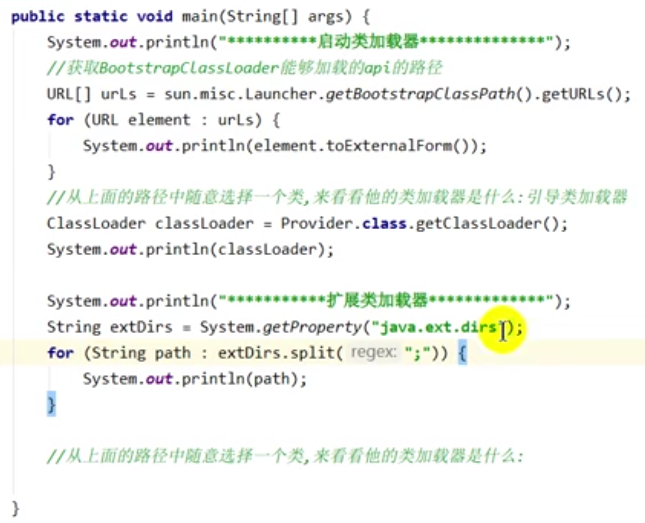 public static void main(String[] args) {
System.out.println("**********启动类加载器**************");
//获取BootstrapClassLoader能够加载的api的路径
URL[] urLs = sun.misc.Launcher.getBootstrapClassPath().getURLs();
for (URL element : urLs) {
System.out.println(element.toExternalForm());
}
//从上面的路径中随意选择一个类,来看看他的类加载器是什么:引导类加载器
ClassLoader classLoader = Provider.class.getClassLoader();
System.out.println(classLoader);
System.out.println("***********扩展类加载器*************");
String extDirs = System.getProperty("java.ext.dirs");
for (String path : extDirs.split( regex: ";")) {
System.out.println(path);
}
//从上面的路径中随意选择一个类,来看看他的类加载器是什么:
}